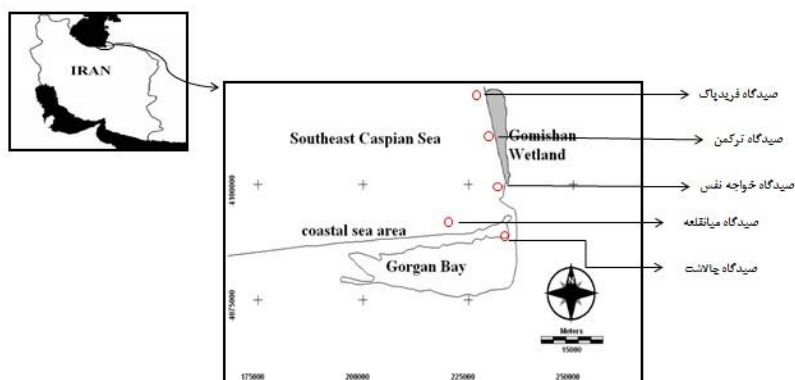 IRAN
Southeast Caspian Sea
Gomishan
Wetland
coastal sea area
Gorgan Bay
صیدگاه فریدپاک
صیدگاه ترکمن
صیدگاه خواجه نفس
صیدگاه میانقلعه
صیدگاه چالاشت
4100000
4075000
N
Meters
15000
175000
200000
225000
250000